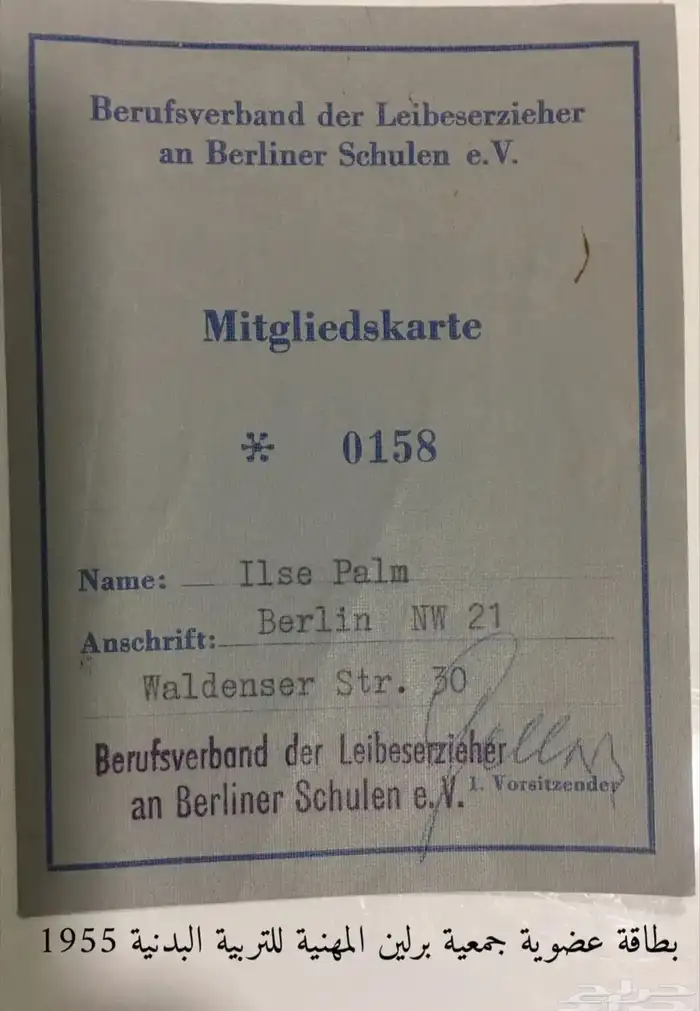 Berufsverband der Leibeserzieher
an Berliner Schulen e.V.
Mitgliedskarte
* 0158
Name: Ilse Palm
Anschrift: Berlin NW 21
Waldenser Str. 30
Berufsverband der Leibeserzieher
an Berliner Schulen e.V.
1. Vorsitzender
بطاقة عضوية جمعية برلين المهنية للتربية البدنية 1955
حراج